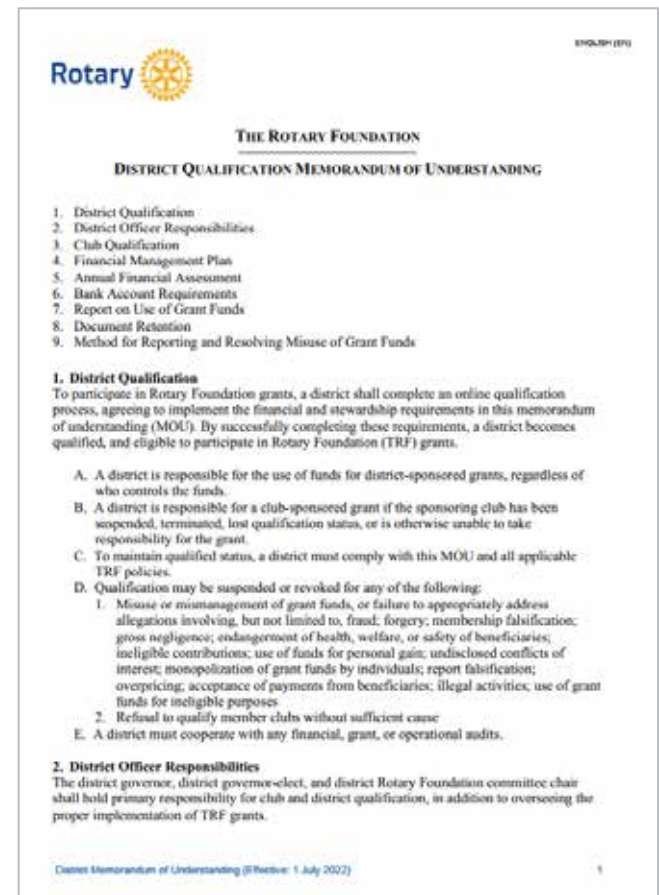 ENGLISH (EN)
Rotary
THE ROTARY FOUNDATION
DISTRICT QUALIFICATION MEMORANDUM OF UNDERSTANDING
1. District Qualification
2. District Officer Responsibilities
3. Club Qualification
4. Financial Management Plan
5. Annual Financial Assessment
6. Bank Account Requirements
7. Report on Use of Grant Funds
8. Document Retention
9. Method for Reporting and Resolving Misuse of Grant Funds
1. District Qualification
To participate in Rotary Foundation grants, a district shall complete an online qualification
process, agreeing to implement the financial and stewardship requirements in this memorandum
of understanding (MOU). By successfully completing these requirements, a district becomes
qualified, and eligible to participate in Rotary Foundation (TRF) grants.
A. A district is responsible for the use of funds for district-sponsored grants, regardless of
who controls the funds.
B. A district is responsible for a club-sponsored grant if the sponsoring club has been
suspended, terminated, lost qualification status, or is otherwise unable to take
responsibility for the grant.
C. To maintain qualified status, a district must comply with this MOU and all applicable
TRF policies.
D. Qualification may be suspended or revoked for any of the following:
1. Misuse or mismanagement of grant funds, or failure to appropriately address
allegations involving, but not limited to, fraud; forgery; membership falsification;
gross negligence; endangerment of health, welfare, or safety of beneficiaries;
ineligible contributions; use of funds for personal gain; undisclosed conflicts of
interest; monopolization of grant funds by individuals; report falsification;
overpricing; acceptance of payments from beneficiaries; illegal activities; use of grant
funds for ineligible purposes
2. Refusal to qualify member clubs without sufficient cause
E. A district must cooperate with any financial, grant, or operational audits.
2. District Officer Responsibilities
The district governor, district governor-elect, and district Rotary Foundation committee chair
shall hold primary responsibility for club and district qualification, in addition to overseeing the
proper implementation of TRF grants.
District Memorandum of Understanding (Effective: 1 July 2022) 1